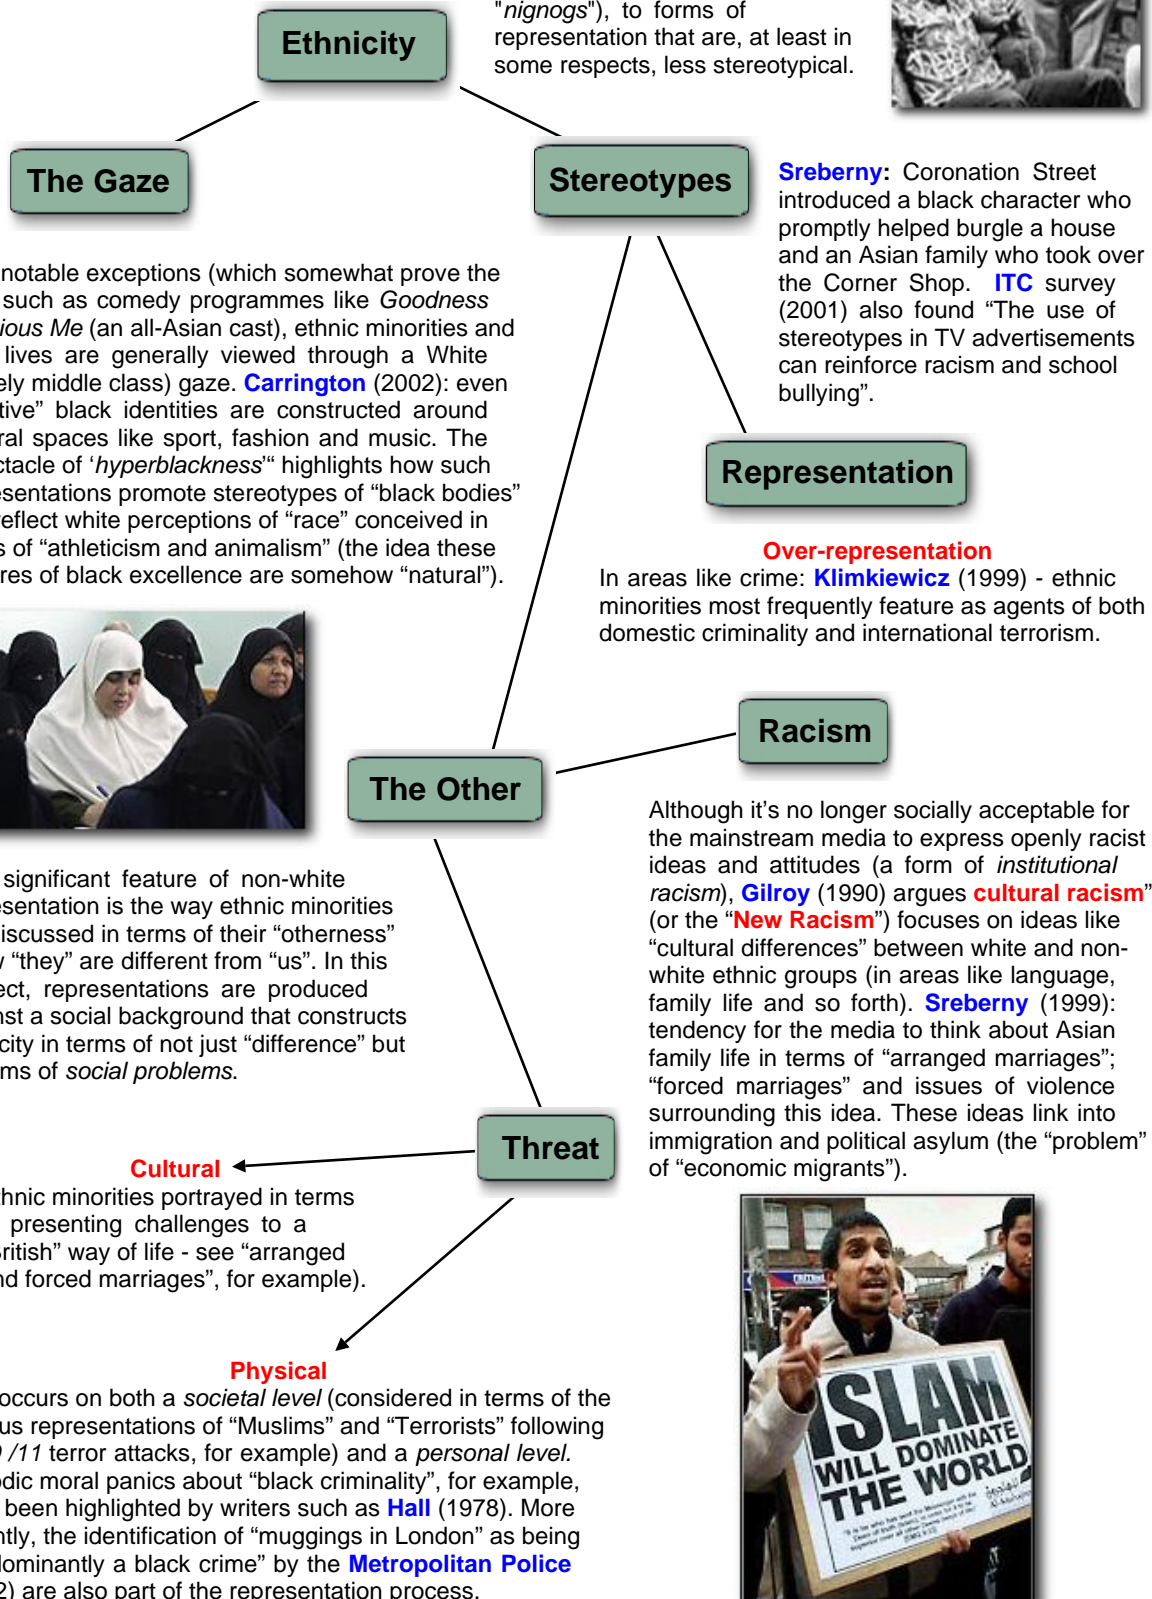 "nignogs"), to forms of
representation that are, at least in
some respects, less stereotypical.
Ethnicity
The Gaze
Stereotypes
Sreberny: Coronation Street
introduced a black character who
promptly helped burgle a house
and an Asian family who took over
the Corner Shop. ITC survey
(2001) also found “The use of
stereotypes in TV advertisements
can reinforce racism and school
bullying”.
notable exceptions (which somewhat prove the
such as comedy programmes like Goodness
ious Me (an all-Asian cast), ethnic minorities and
lives are generally viewed through a White
ely middle class) gaze. Carrington (2002): even
tive” black identities are constructed around
ral spaces like sport, fashion and music. The
ctacle of ‘hyperblackness’“ highlights how such
esentations promote stereotypes of “black bodies”
reflect white perceptions of “race” conceived in
s of “athleticism and animalism” (the idea these
res of black excellence are somehow “natural”).
Representation
Over-representation
In areas like crime: Klimkiewicz (1999) - ethnic
minorities most frequently feature as agents of both
domestic criminality and international terrorism.
The Other
Racism
Although it’s no longer socially acceptable for
the mainstream media to express openly racist
ideas and attitudes (a form of institutional
racism), Gilroy (1990) argues cultural racism”
(or the “New Racism”) focuses on ideas like
“cultural differences” between white and non-
white ethnic groups (in areas like language,
family life and so forth). Sreberny (1999):
tendency for the media to think about Asian
family life in terms of “arranged marriages”;
“forced marriages” and issues of violence
surrounding this idea. These ideas link into
immigration and political asylum (the “problem”
of “economic migrants”).
significant feature of non-white
esentation is the way ethnic minorities
iscussed in terms of their “otherness”
w “they” are different from “us”. In this
ect, representations are produced
nst a social background that constructs
city in terms of not just “difference” but
rms of social problems.
Threat
Cultural
thnic minorities portrayed in terms
presenting challenges to a
British” way of life - see “arranged
nd forced marriages”, for example).
Physical
occurs on both a societal level (considered in terms of the
us representations of “Muslims” and “Terrorists” following
9 /11 terror attacks, for example) and a personal level.
odic moral panics about “black criminality”, for example,
been highlighted by writers such as Hall (1978). More
ntly, the identification of “muggings in London” as being
dominantly a black crime” by the Metropolitan Police
2) are also part of the representation process.
ISLAM
WILL DOMINATE
THE WORLD